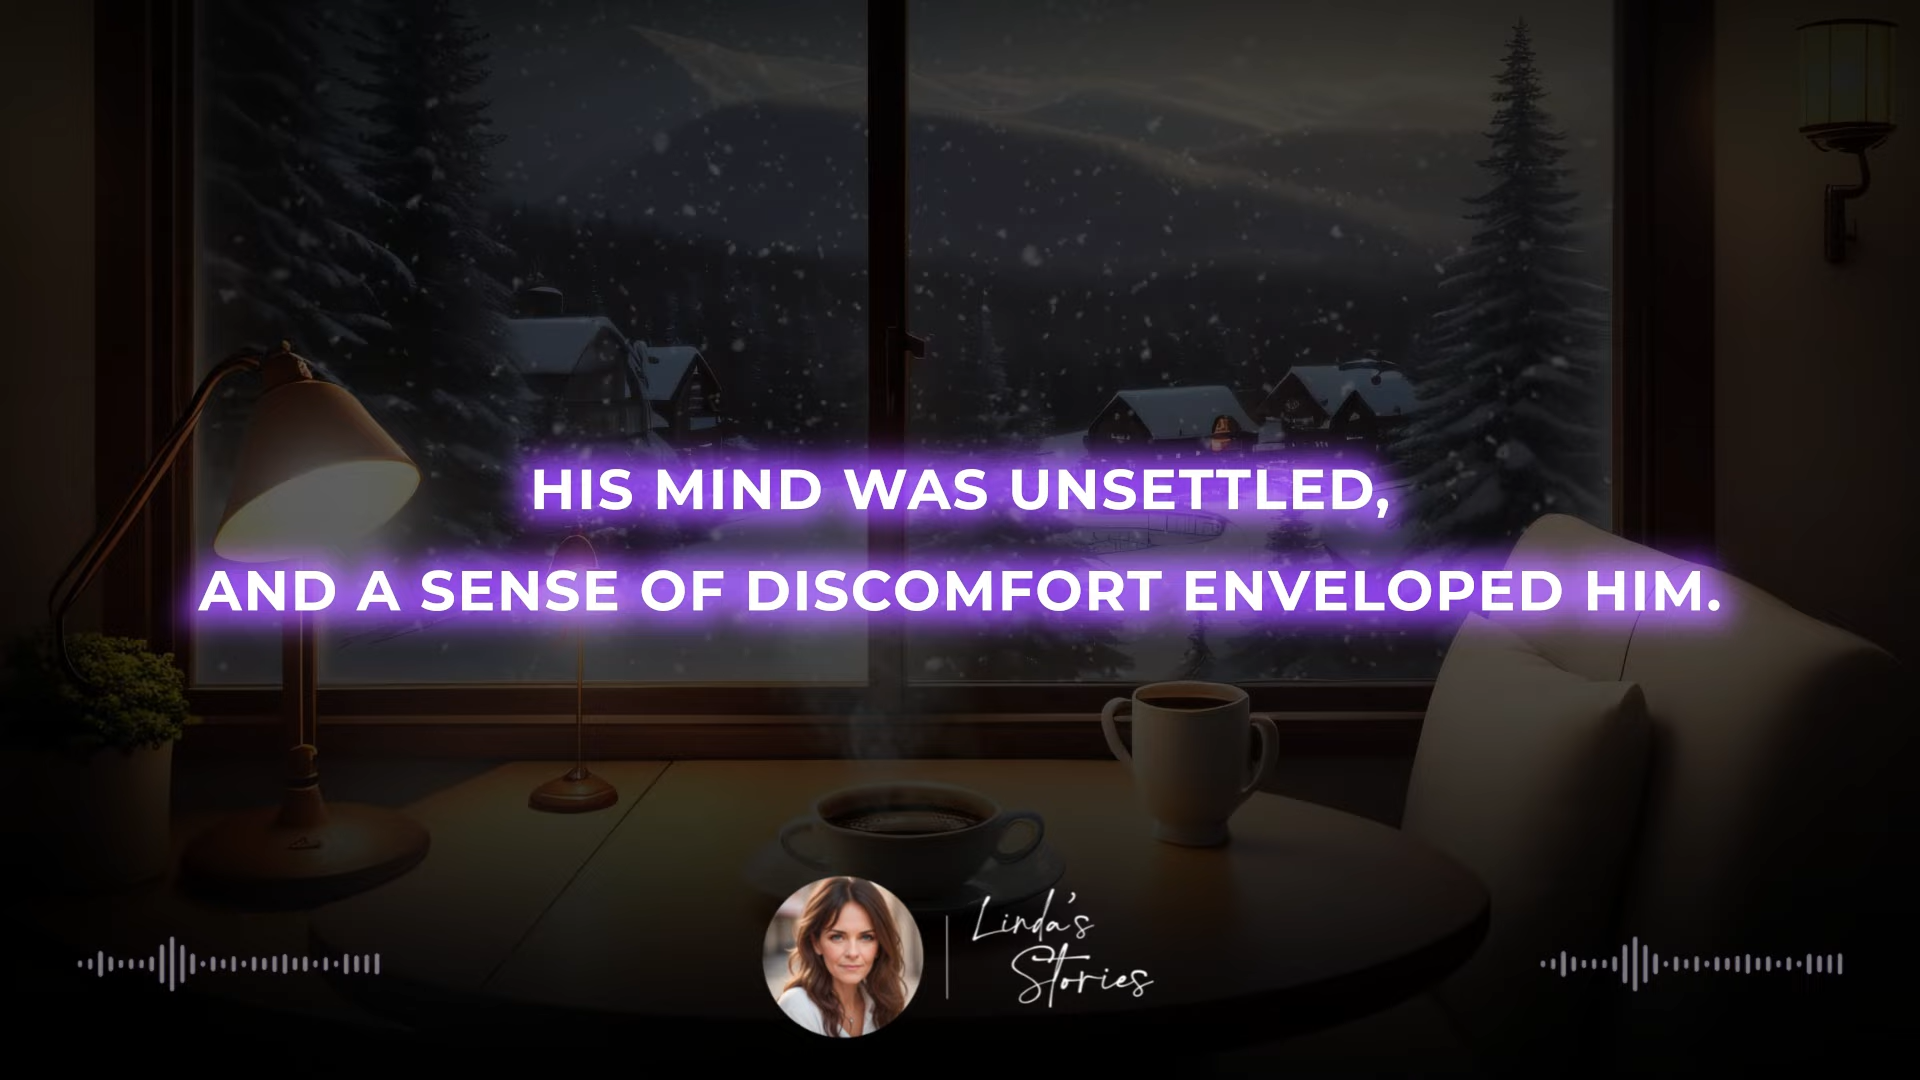 HIS MIND WAS UNSETTLED,
AND A SENSE OF DISCOMFORT ENVELOPED HIM.
Linda's
Stories